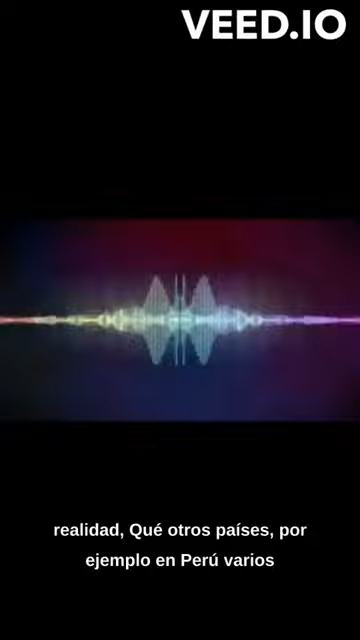 VEED.IO
realidad, Qué otros países, por
ejemplo en Perú varios